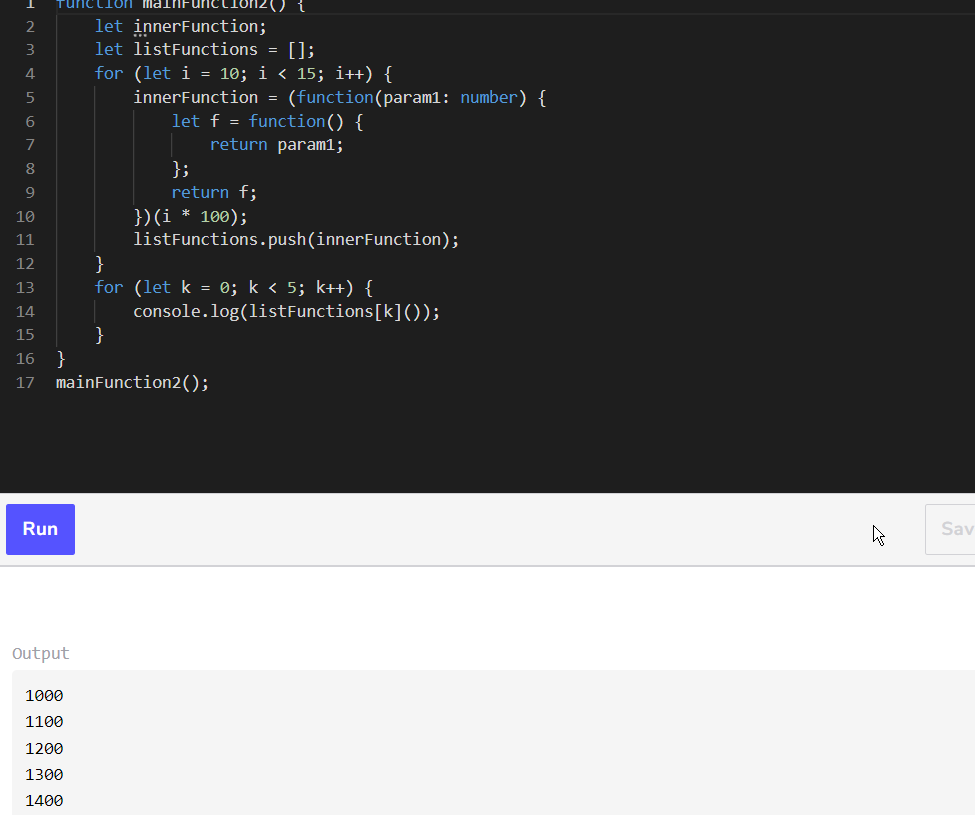 1 function mainFunction2() {
2 let innerFunction;
3 let listFunctions = [];
4 for (let i = 10; i < 15; i++) {
5 innerFunction = (function(param1: number) {
6 let f = function() {
7 return param1;
8 };
9 return f;
10 })(i * 100);
11 listFunctions.push(innerFunction);
12 }
13 for (let k = 0; k < 5; k++) {
14 console.log(listFunctions[k]());
15 }
16 }
17 mainFunction2();
Run Sav
Output
1000
1100
1200
1300
1400